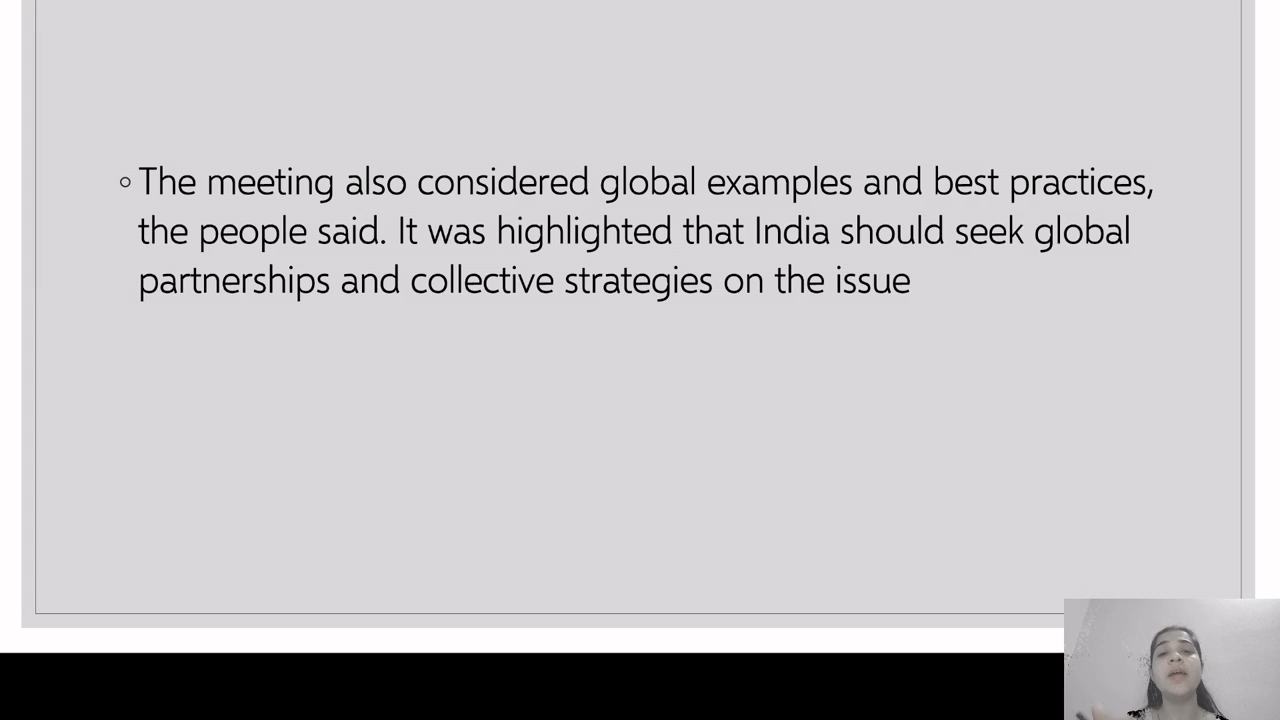 ◦ The meeting also considered global examples and best practices,
the people said. It was highlighted that India should seek global
partnerships and collective strategies on the issue